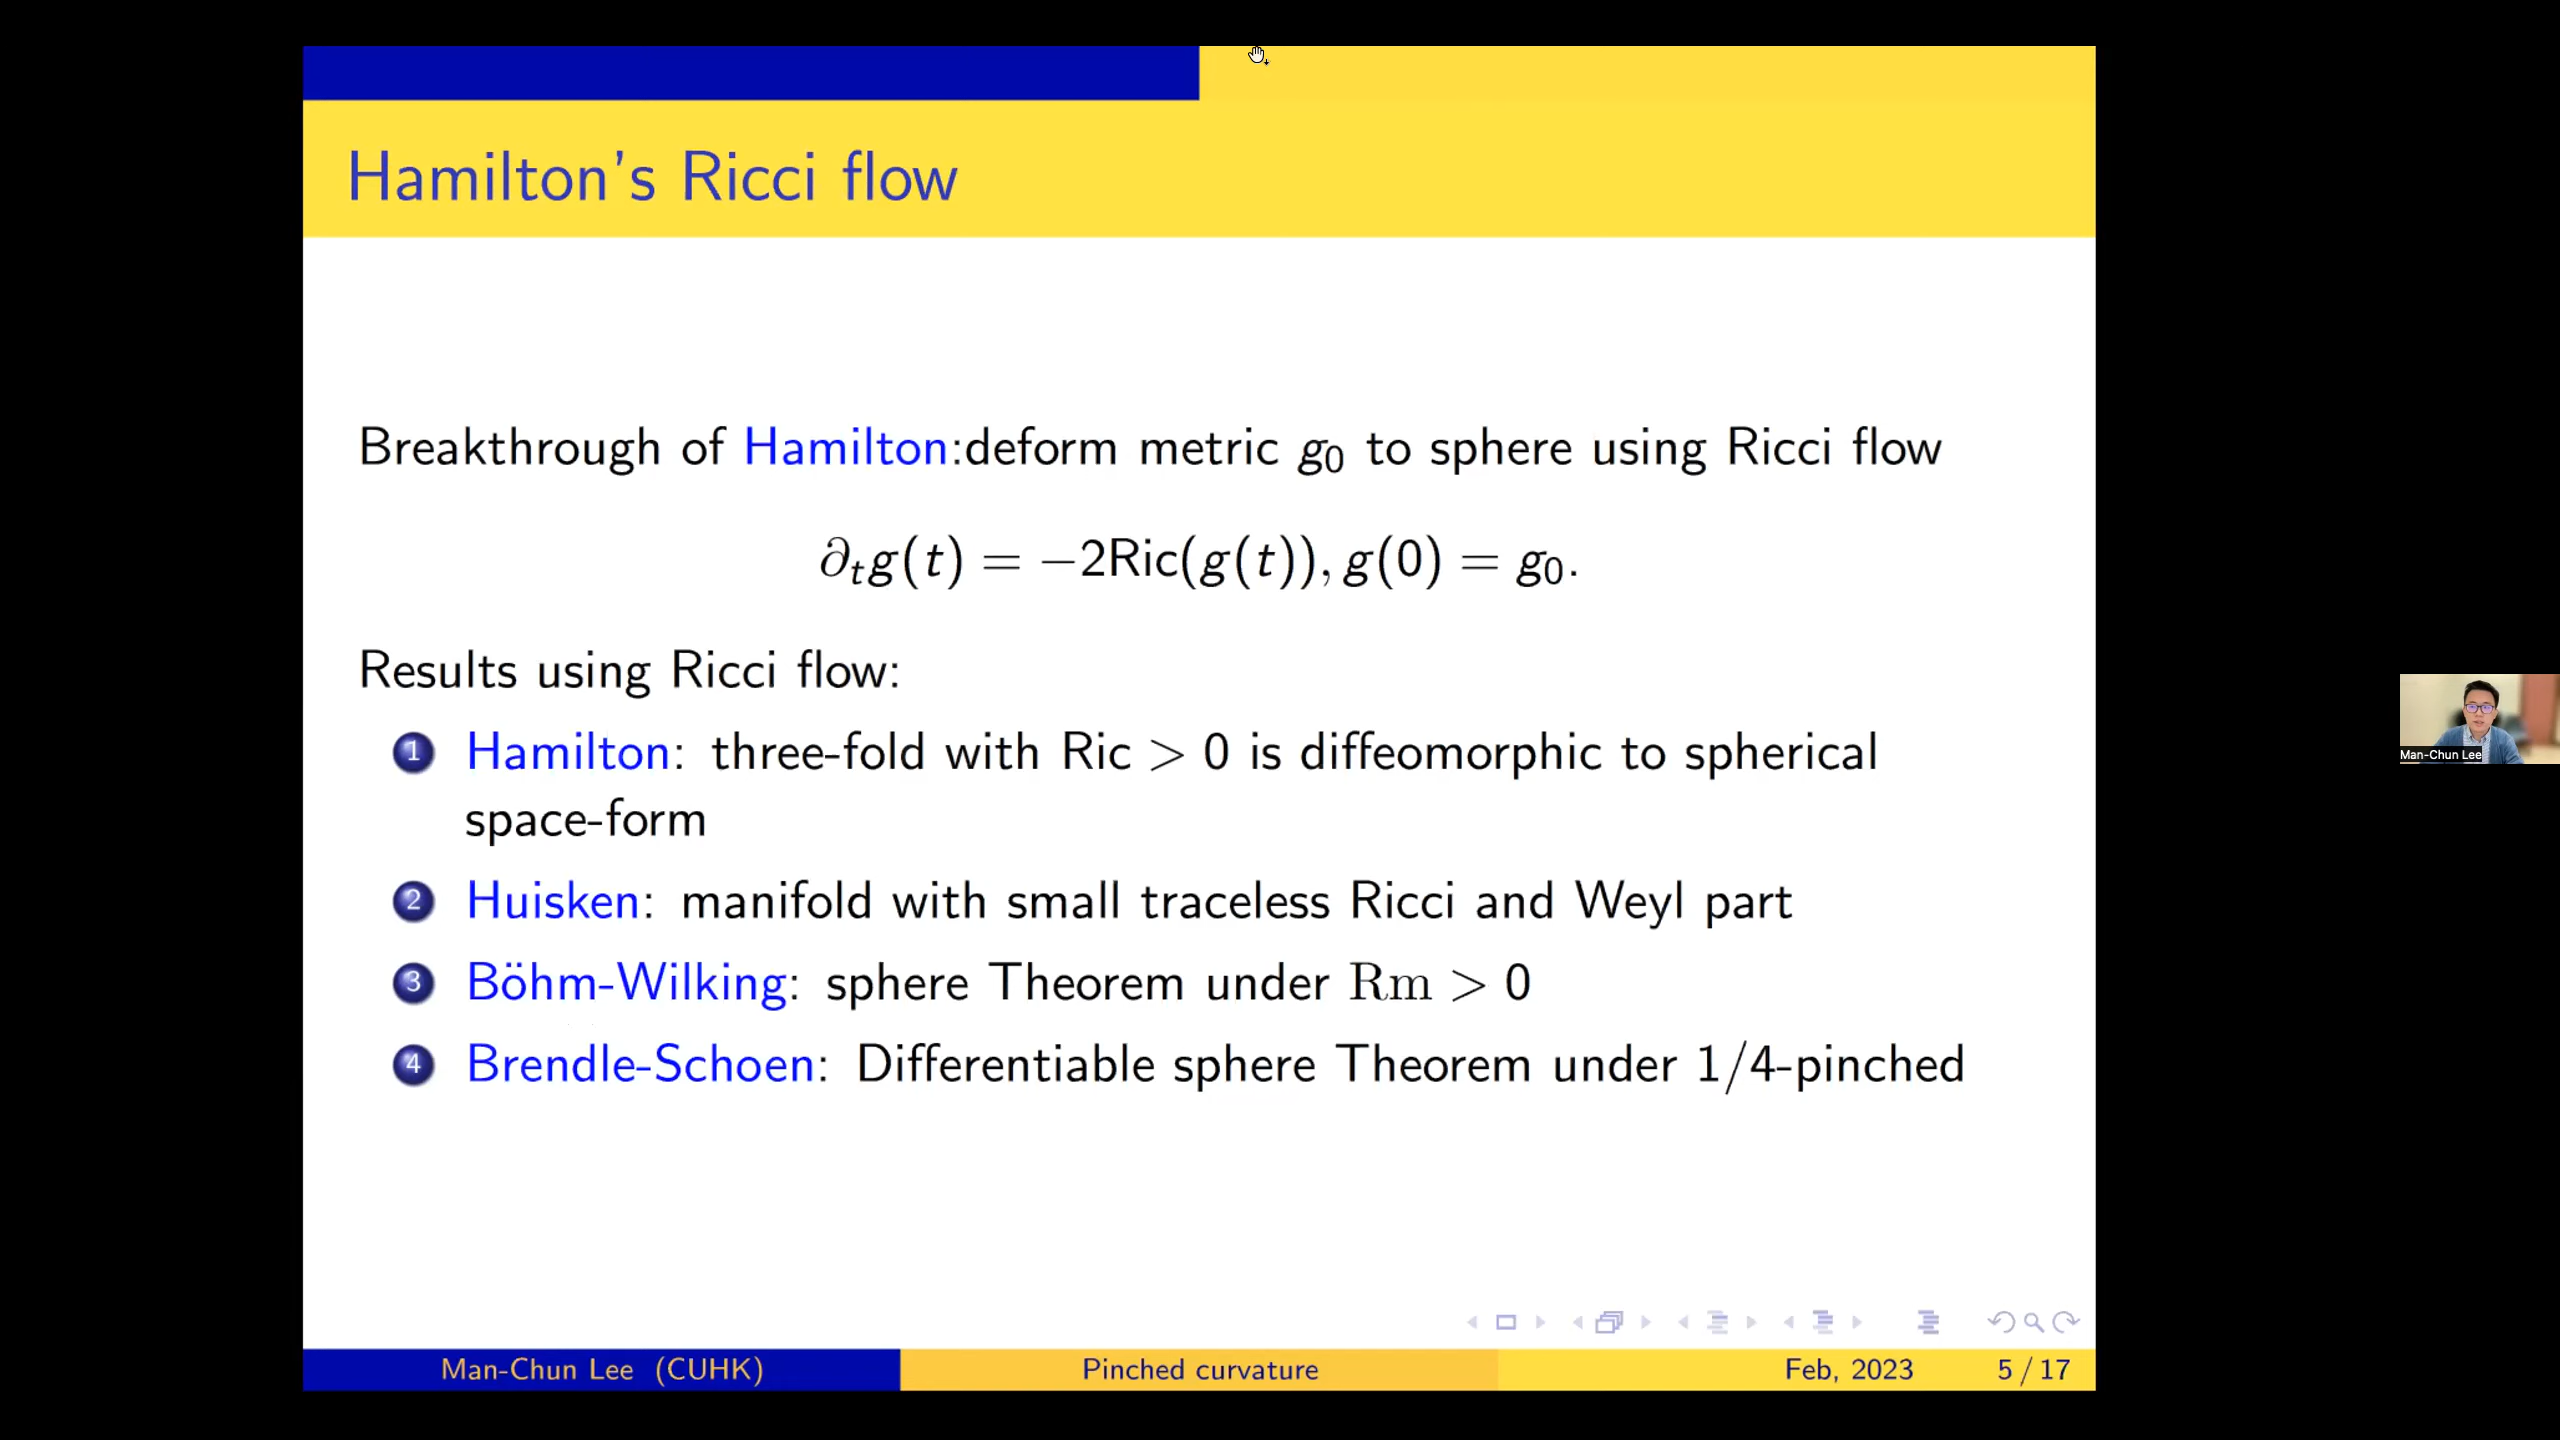 Hamilton's Ricci flow
Breakthrough of Hamilton:deform metric g₀ to sphere using Ricci flow
∂ₜg(t) = −2Ric(g(t)), g(0) = g₀.
Results using Ricci flow:
1 Hamilton: three-fold with Ric > 0 is diffeomorphic to spherical
space-form
2 Huisken: manifold with small traceless Ricci and Weyl part
3 Böhm-Wilking: sphere Theorem under Rm > 0
4 Brendle-Schoen: Differentiable sphere Theorem under 1/4-pinched
Man-Chun Lee (CUHK)
Pinched curvature
Feb, 2023
5 / 17
Man-Chun Lee